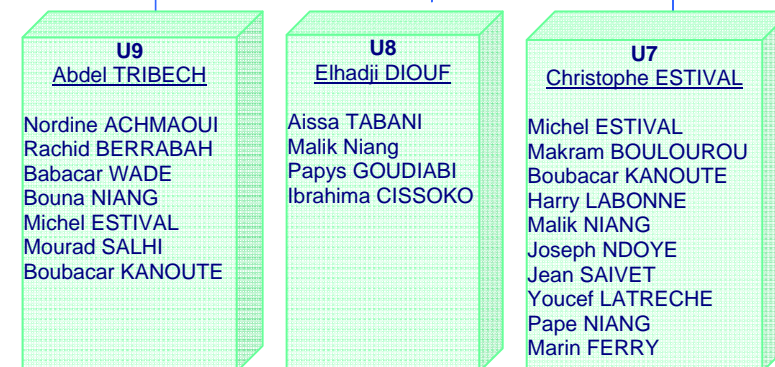 U9
Abdel TRIBECH
Nordine ACHMAOUI
Rachid BERRABAH
Babacar WADE
Bouna NIANG
Michel ESTIVAL
Mourad SALHI
Boubacar KANOUTE
U8
Elhadji DIOUF
Aissa TABANI
Malik Niang
Papys GOUDIABI
Ibrahima CISSOKO
U7
Christophe ESTIVAL
Michel ESTIVAL
Makram BOULOUROU
Boubacar KANOUTE
Harry LABONNE
Malik NIANG
Joseph NDOYE
Jean SAIVET
Youcef LATRECHE
Pape NIANG
Marin FERRY